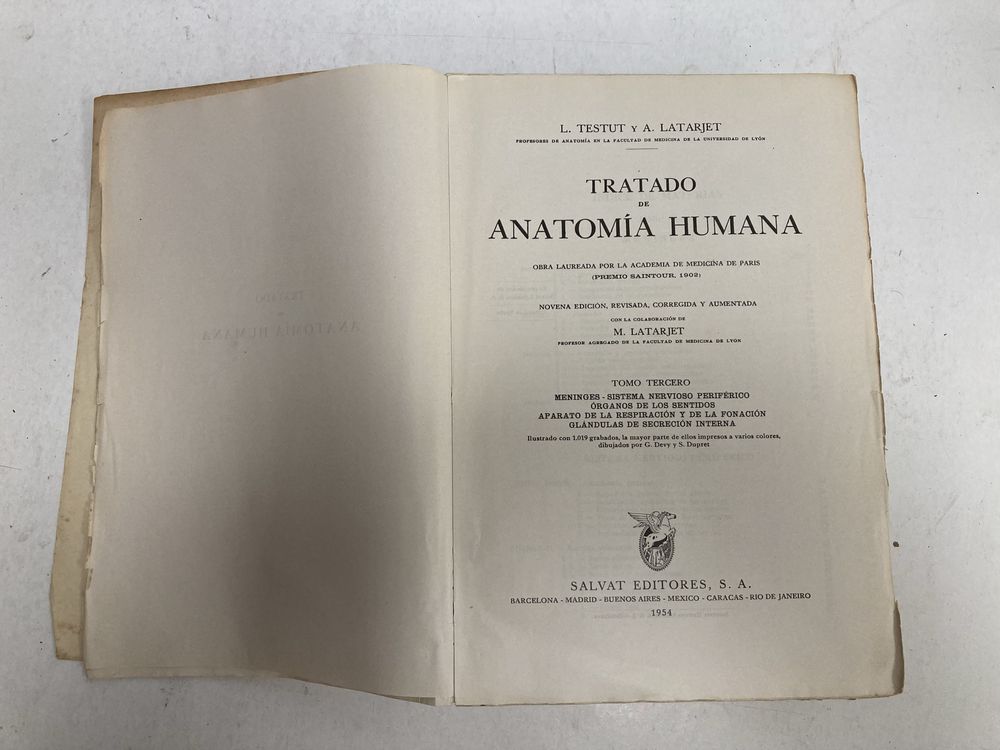 TRATADO
ANATOMÍA HUMANA
L. TESTUT Y A. LATARJET
PROFESORES DE ANATOMÍA EN LA FACULTAD DE MEDICINA DE LA UNIVERSIDAD DE LYÓN
TRATADO
DE
ANATOMÍA HUMANA
OBRA LAUREADA POR LA ACADEMIA DE MEDICINA DE PARIS
(PREMIO SAINTOUR, 1902)
NOVENA EDICIÓN, REVISADA, CORREGIDA Y AUMENTADA
CON LA COLABORACIÓN DE
M. LATARJET
PROFESOR AGREGADO DE LA FACULTAD DE MEDICINA DE LYON
TOMO TERCERO
MENINGES - SISTEMA NERVIOSO PERIFÉRICO
ÓRGANOS DE LOS SENTIDOS
APARATO DE LA RESPIRACIÓN Y DE LA FONACIÓN
GLÁNDULAS DE SECRECIÓN INTERNA
Ilustrado con 1.019 grabados, la mayor parte de ellos impresos a varios colores,
dibujados por G. Devy y S. Dupret
SALVAT EDITORES, S. A.
BARCELONA - MADRID - BUENOS AIRES - MEXICO - CARACAS - RIO DE JANEIRO
1954